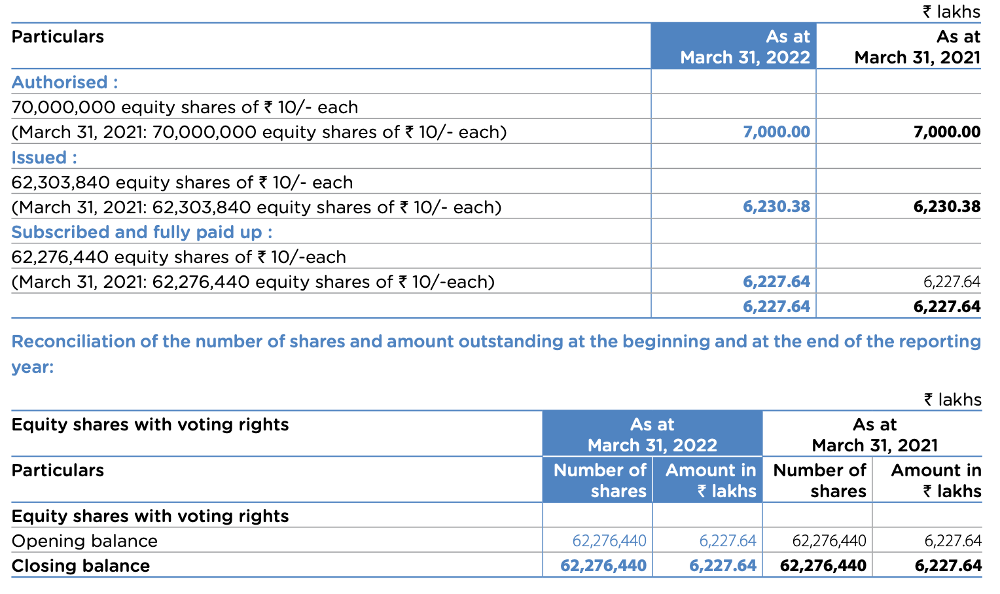 ₹ lakhs
Particulars As at March 31, 2022 As at March 31, 2021
Authorised :
70,000,000 equity shares of ₹ 10/- each
(March 31, 2021: 70,000,000 equity shares of ₹ 10/- each) 7,000.00 7,000.00
Issued :
62,303,840 equity shares of ₹ 10/- each
(March 31, 2021: 62,303,840 equity shares of ₹ 10/- each) 6,230.38 6,230.38
Subscribed and fully paid up :
62,276,440 equity shares of ₹ 10/-each
(March 31, 2021: 62,276,440 equity shares of ₹ 10/-each) 6,227.64 6,227.64
6,227.64 6,227.64
Reconciliation of the number of shares and amount outstanding at the beginning and at the end of the reporting
year:
₹ lakhs
Equity shares with voting rights As at March 31, 2022 As at March 31, 2021
Particulars Number of shares Amount in ₹ lakhs Number of shares Amount in ₹ lakhs
Equity shares with voting rights
Opening balance 62,276,440 6,227.64 62,276,440 6,227.64
Closing balance 62,276,440 6,227.64 62,276,440 6,227.64